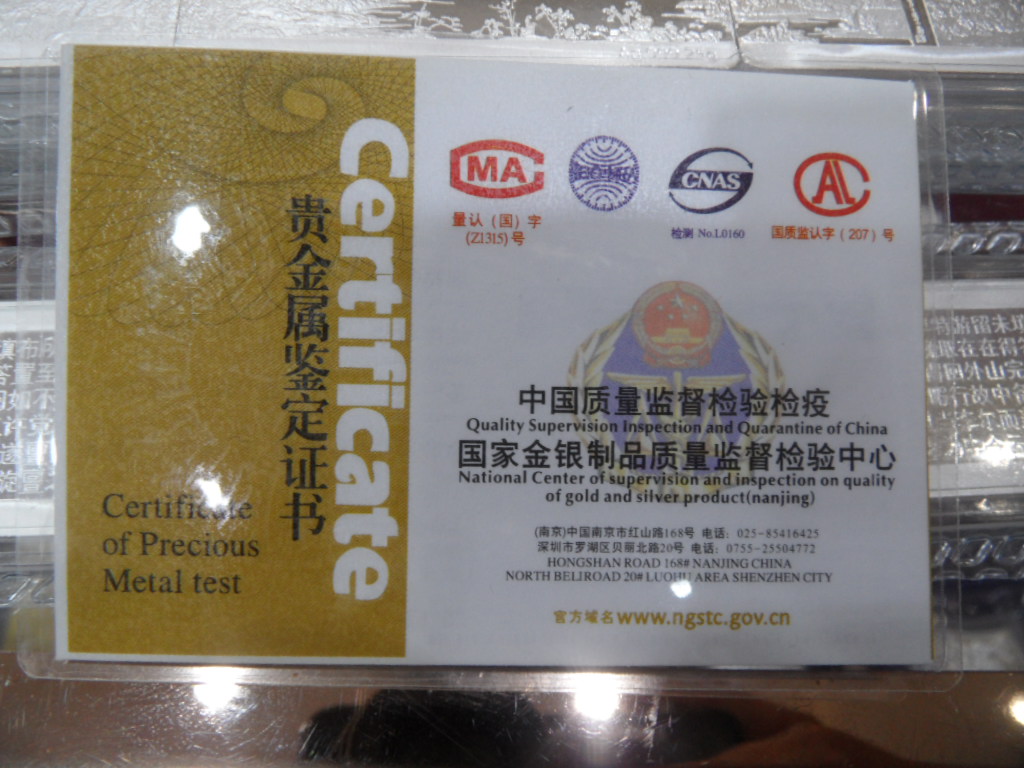 Certificate
贵金属鉴定证书
Certificate
of Precious
Metal test
MA
CNAS
量认（国）字
(Z1315)号
检测 No.L0160
国质监认字（207）号
中国质量监督检验检疫
Quality Supervision Inspection and Quarantine of China
国家金银制品质量监督检验中心
National Center of supervision and inspection on quality
of gold and silver product(nanjing)
(南京)中国南京市红山路168号 电话：025-85416425
深圳市罗湖区贝丽北路20号 电话：0755-25504772
HONGSHAN ROAD 168# NANJING CHINA
NORTH BELIROAD 20# LUOHU AREA SHENZHEN CITY
官方域名www.ngstc.gov.cn